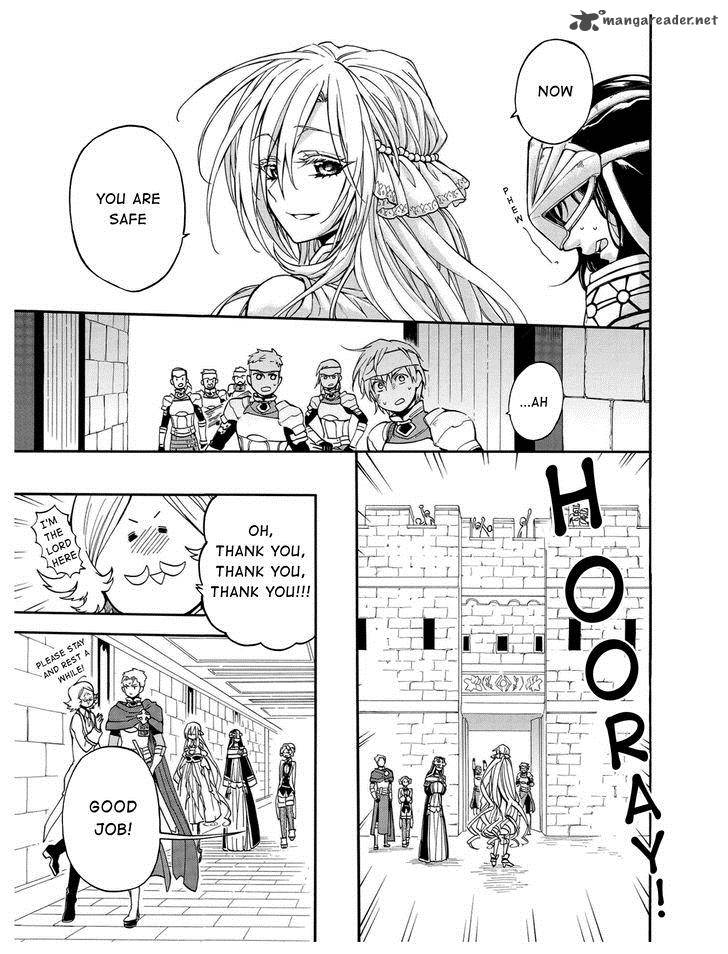 mangareader.net
NOW
PHEW
YOU ARE
SAFE
...AH
HOORAY!
OH,
THANK YOU,
THANK YOU,
THANK YOU!!!
I'M
THE
LORD
HERE
PLEASE STAY
AND REST A
WHILE!
GOOD
JOB!